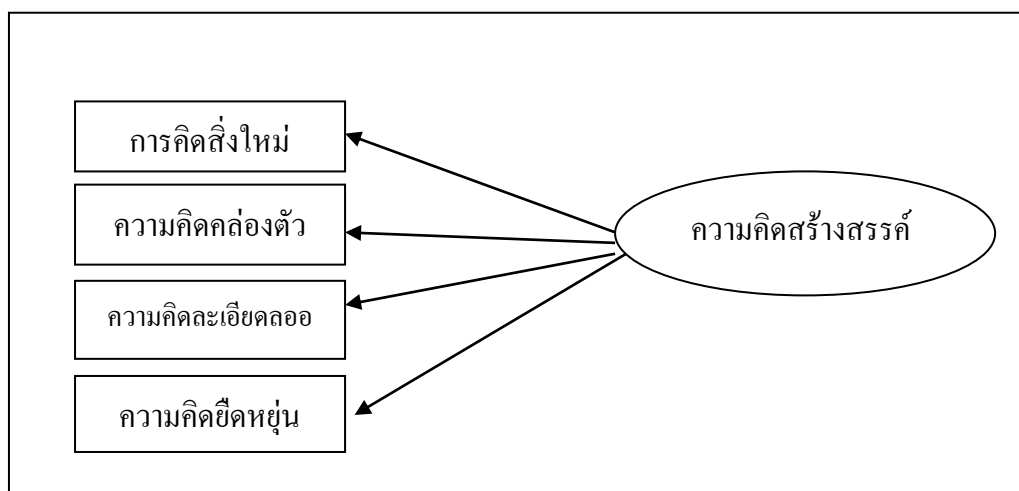 การคิดสิ่งใหม่
ความคิดคล่องตัว
ความคิดละเอียดลออ
ความคิดยืดหยุ่น
ความคิดสร้างสรรค์